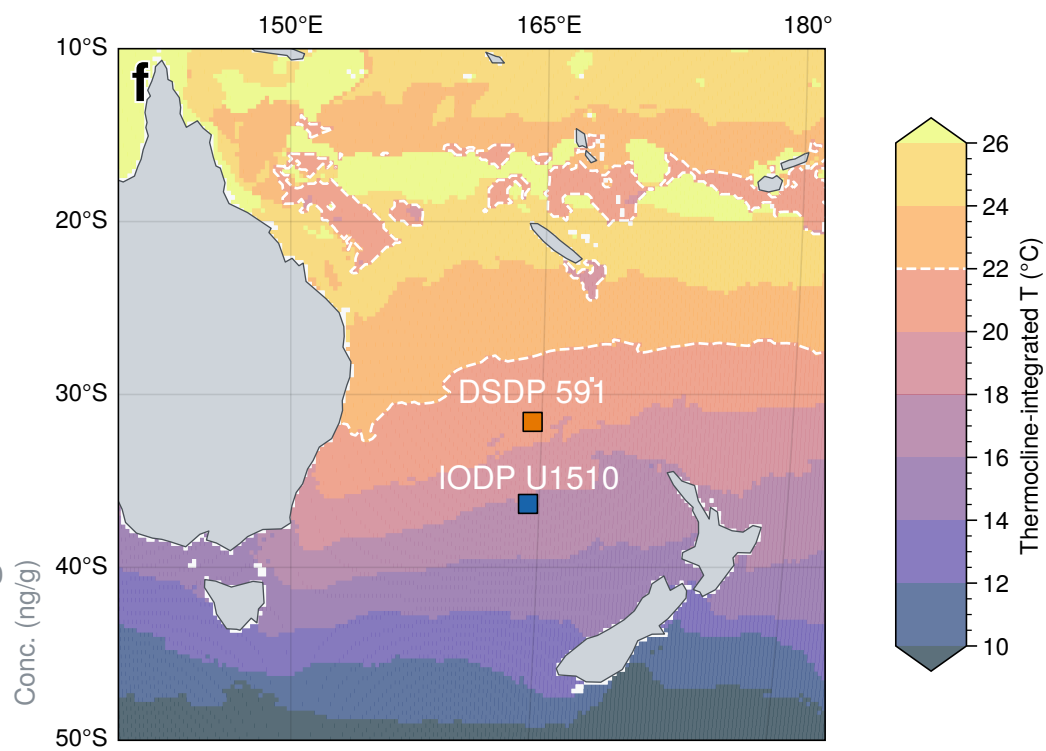 150°E 165°E 180°
10°S
f
20°S
30°S
40°S
50°S
DSDP 591
IODP U1510
26
24
22
20
18
16
14
12
10
Thermocline-integrated T (°C)
Conc. (ng/g)